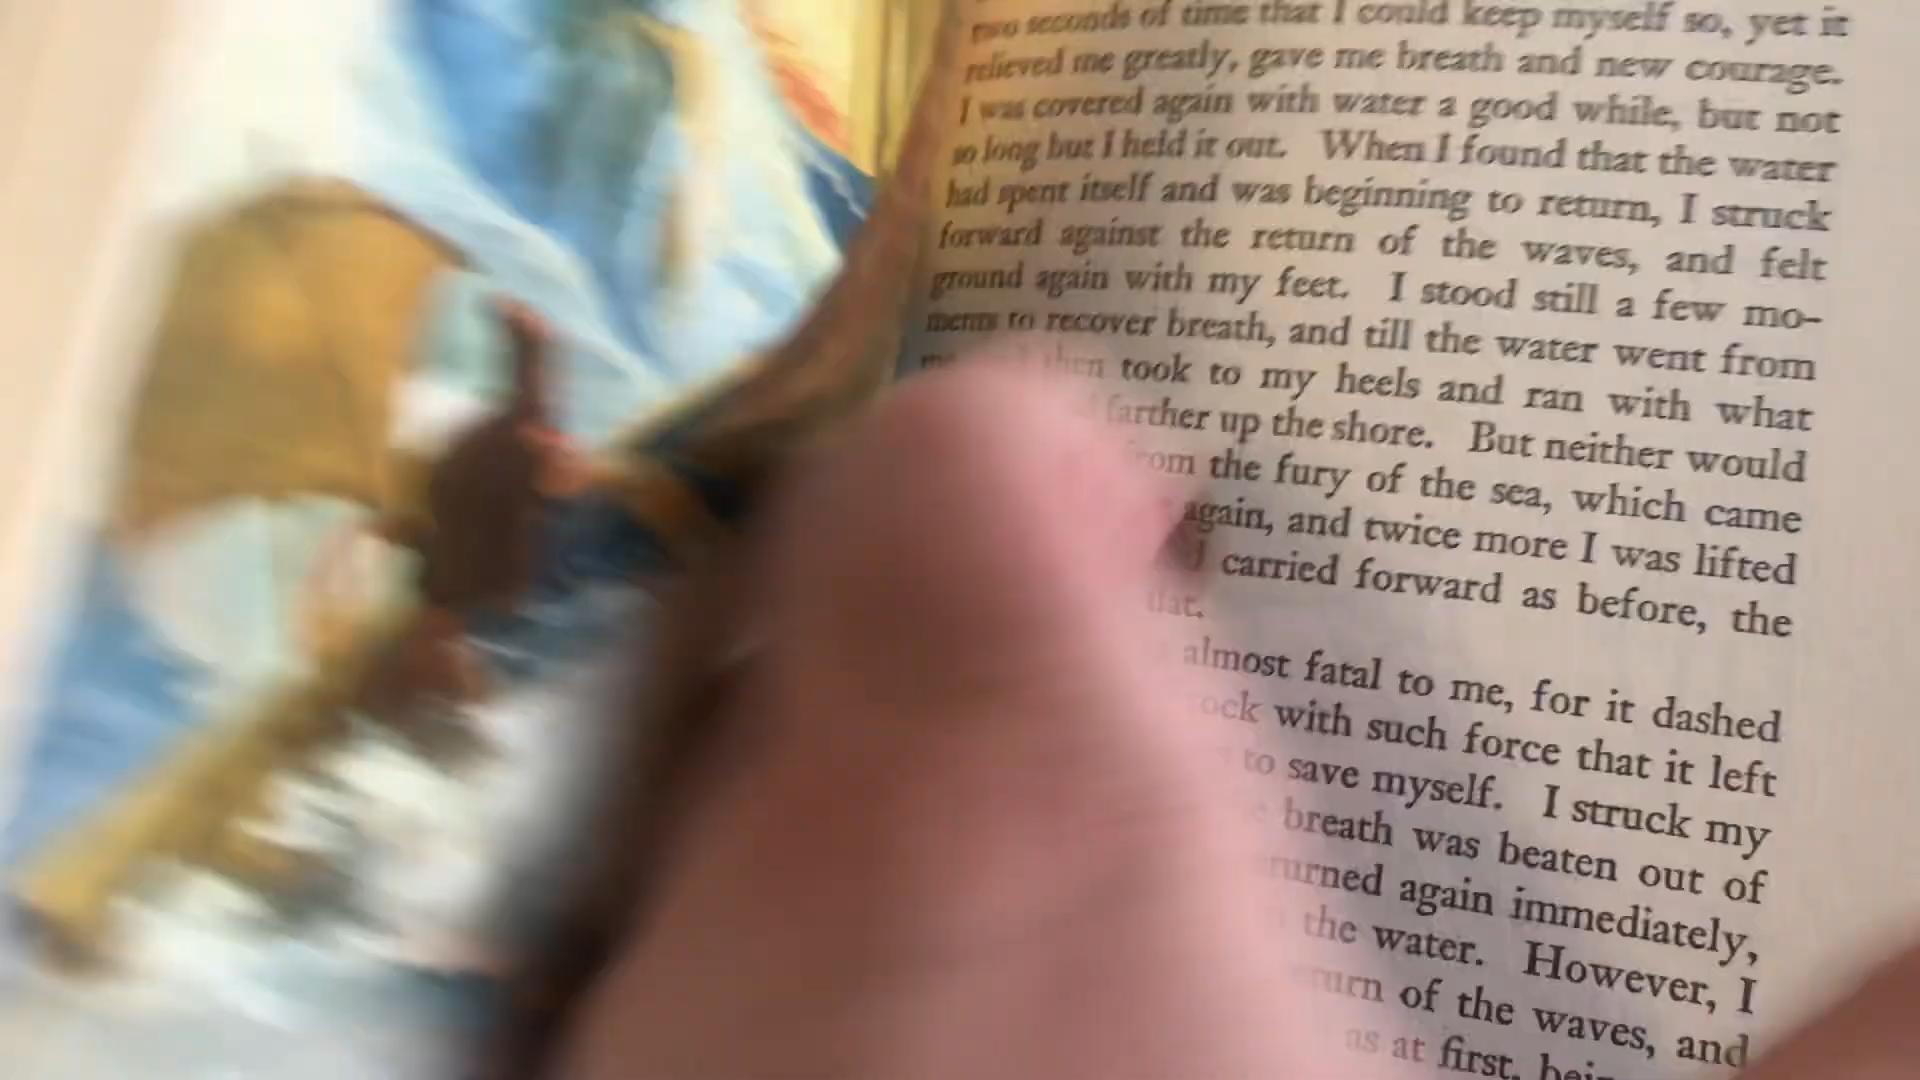 two seconds of time that I could keep myself so, yet it
relieved me greatly, gave me breath and new courage.
I was covered again with water a good while, but not
so long but I held it out. When I found that the water
had spent itself and was beginning to return, I struck
forward against the return of the waves, and felt
ground again with my feet. I stood still a few mo-
ments to recover breath, and till the water went from
then took to my heels and ran with what
farther up the shore. But neither would
from the fury of the sea, which came
again, and twice more I was lifted
carried forward as before, the
flat.
almost fatal to me, for it dashed
with such force that it left
to save myself. I struck my
breath was beaten out of
again immediately,
the water. However, I
of the waves, and
as at first,